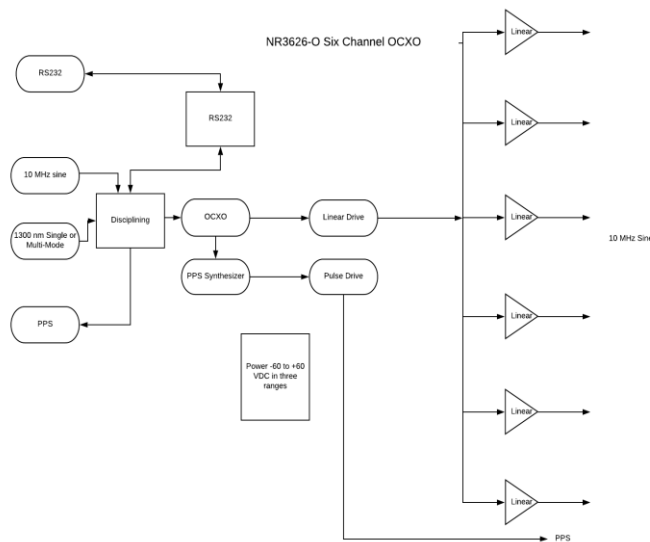 NR3626-O Six Channel OCXO
Linear
RS232
RS232
Linear
10 MHz sine
Disciplining
OCXO
Linear Drive
Linear
1300 nm Single or
Multi-Mode
10 MHz Sine
PPS Synthesizer
Pulse Drive
PPS
Linear
Power -60 to +60
VDC in three
ranges
Linear
Linear
PPS